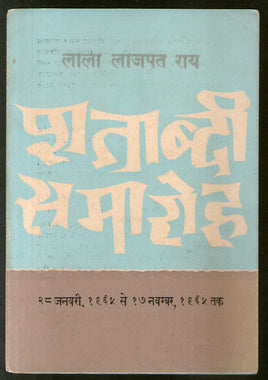 लाला लाजपत राय
शताब्दी
समारोह
२८ जनवरी, १९६५ से १७ नवम्बर, १९६५ तक